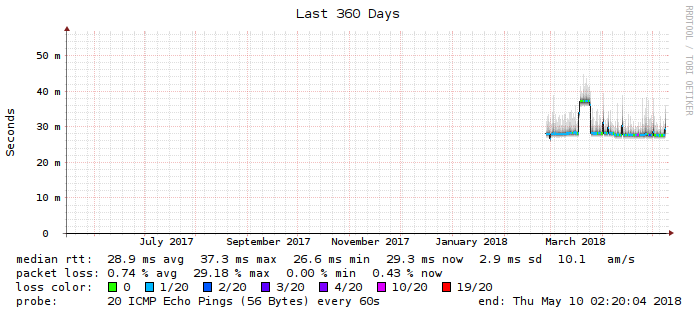 Last 360 Days
RRDTOOL / TOBI OETIKER
Seconds
50 m
40 m
30 m
20 m
10 m
0
July 2017 September 2017 November 2017 January 2018 March 2018
median rtt: 28.9 ms avg 37.3 ms max 26.6 ms min 29.3 ms now 2.9 ms sd 10.1 am/s
packet loss: 0.74 % avg 29.18 % max 0.00 % min 0.43 % now
loss color: 0 1/20 2/20 3/20 4/20 10/20 19/20
probe: 20 ICMP Echo Pings (56 Bytes) every 60s end: Thu May 10 02:20:04 2018